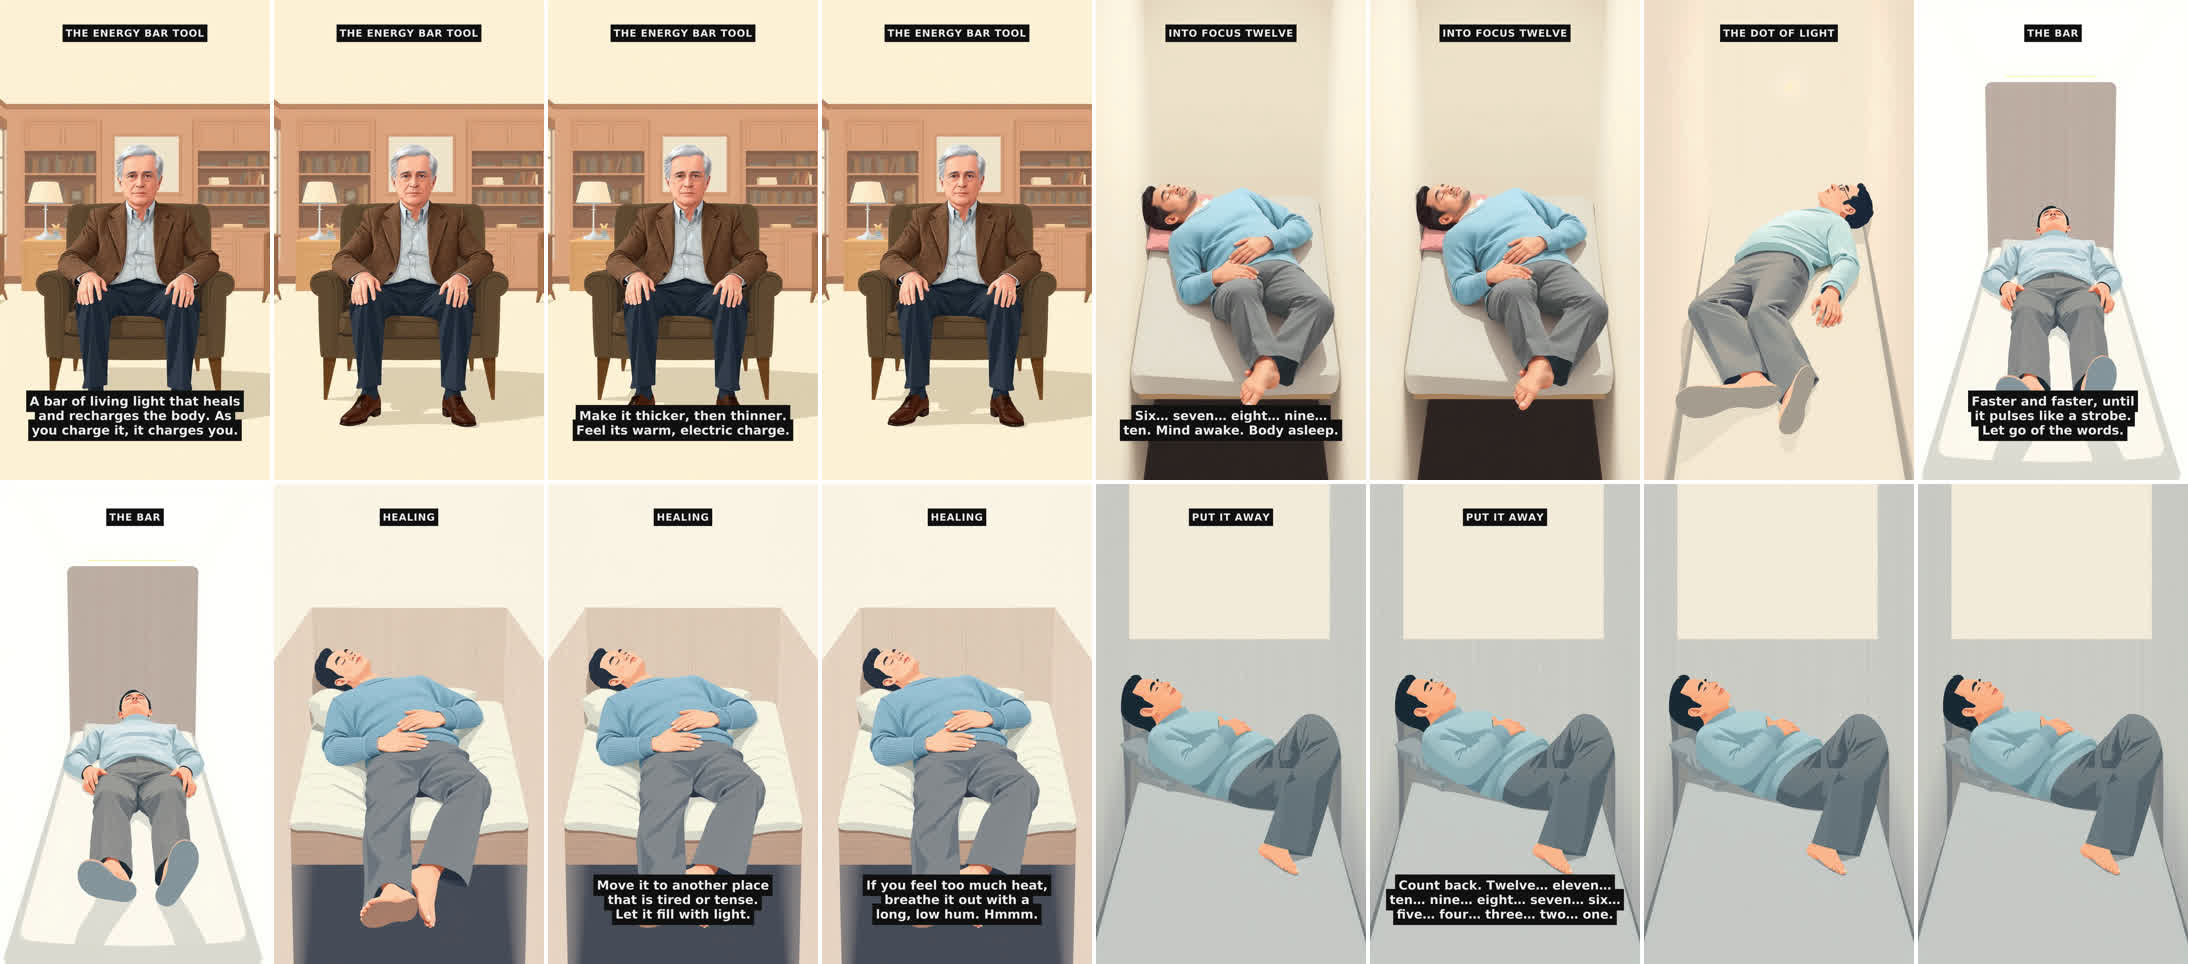 THE ENERGY BAR TOOL
A bar of living light that heals
and recharges the body. As
you charge it, it charges you.
THE ENERGY BAR TOOL
THE ENERGY BAR TOOL
Make it thicker, then thinner.
Feel its warm, electric charge.
THE ENERGY BAR TOOL
INTO FOCUS TWELVE
Six... seven... eight... nine...
ten. Mind awake. Body asleep.
INTO FOCUS TWELVE
THE DOT OF LIGHT
THE BAR
Faster and faster, until
it pulses like a strobe.
Let go of the words.
THE BAR
HEALING
HEALING
Move it to another place
that is tired or tense.
Let it fill with light.
HEALING
If you feel too much heat,
breathe it out with a
long, low hum. Hmmm.
PUT IT AWAY
PUT IT AWAY
Count back. Twelve... eleven...
ten... nine... eight... seven... six...
five... four... three... two... one.